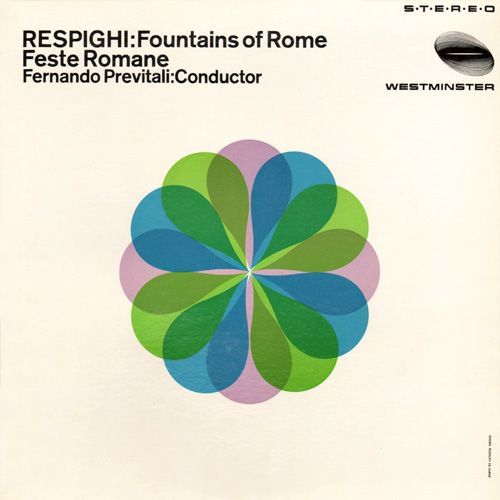 S·T·E·R·E·O
RESPIGHI:Fountains of Rome
Feste Romane
Fernando Previtali:Conductor
WESTMINSTER